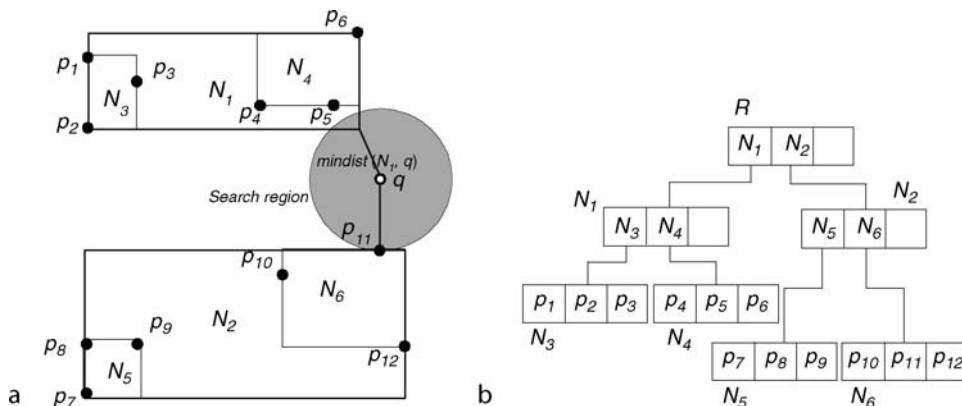 p6
p1
p3
N4
N3
N1
p4
p5
p2
mindist (N1, q)
q
Search region
p11
p10
N6
N2
p9
p8
N5
p12
p7
a
R
N1 N2
N1
N2
N3 N4
N5 N6
p1 p2 p3
p4 p5 p6
N3
N4
p7 p8 p9
p10 p11 p12
b
N5
N6